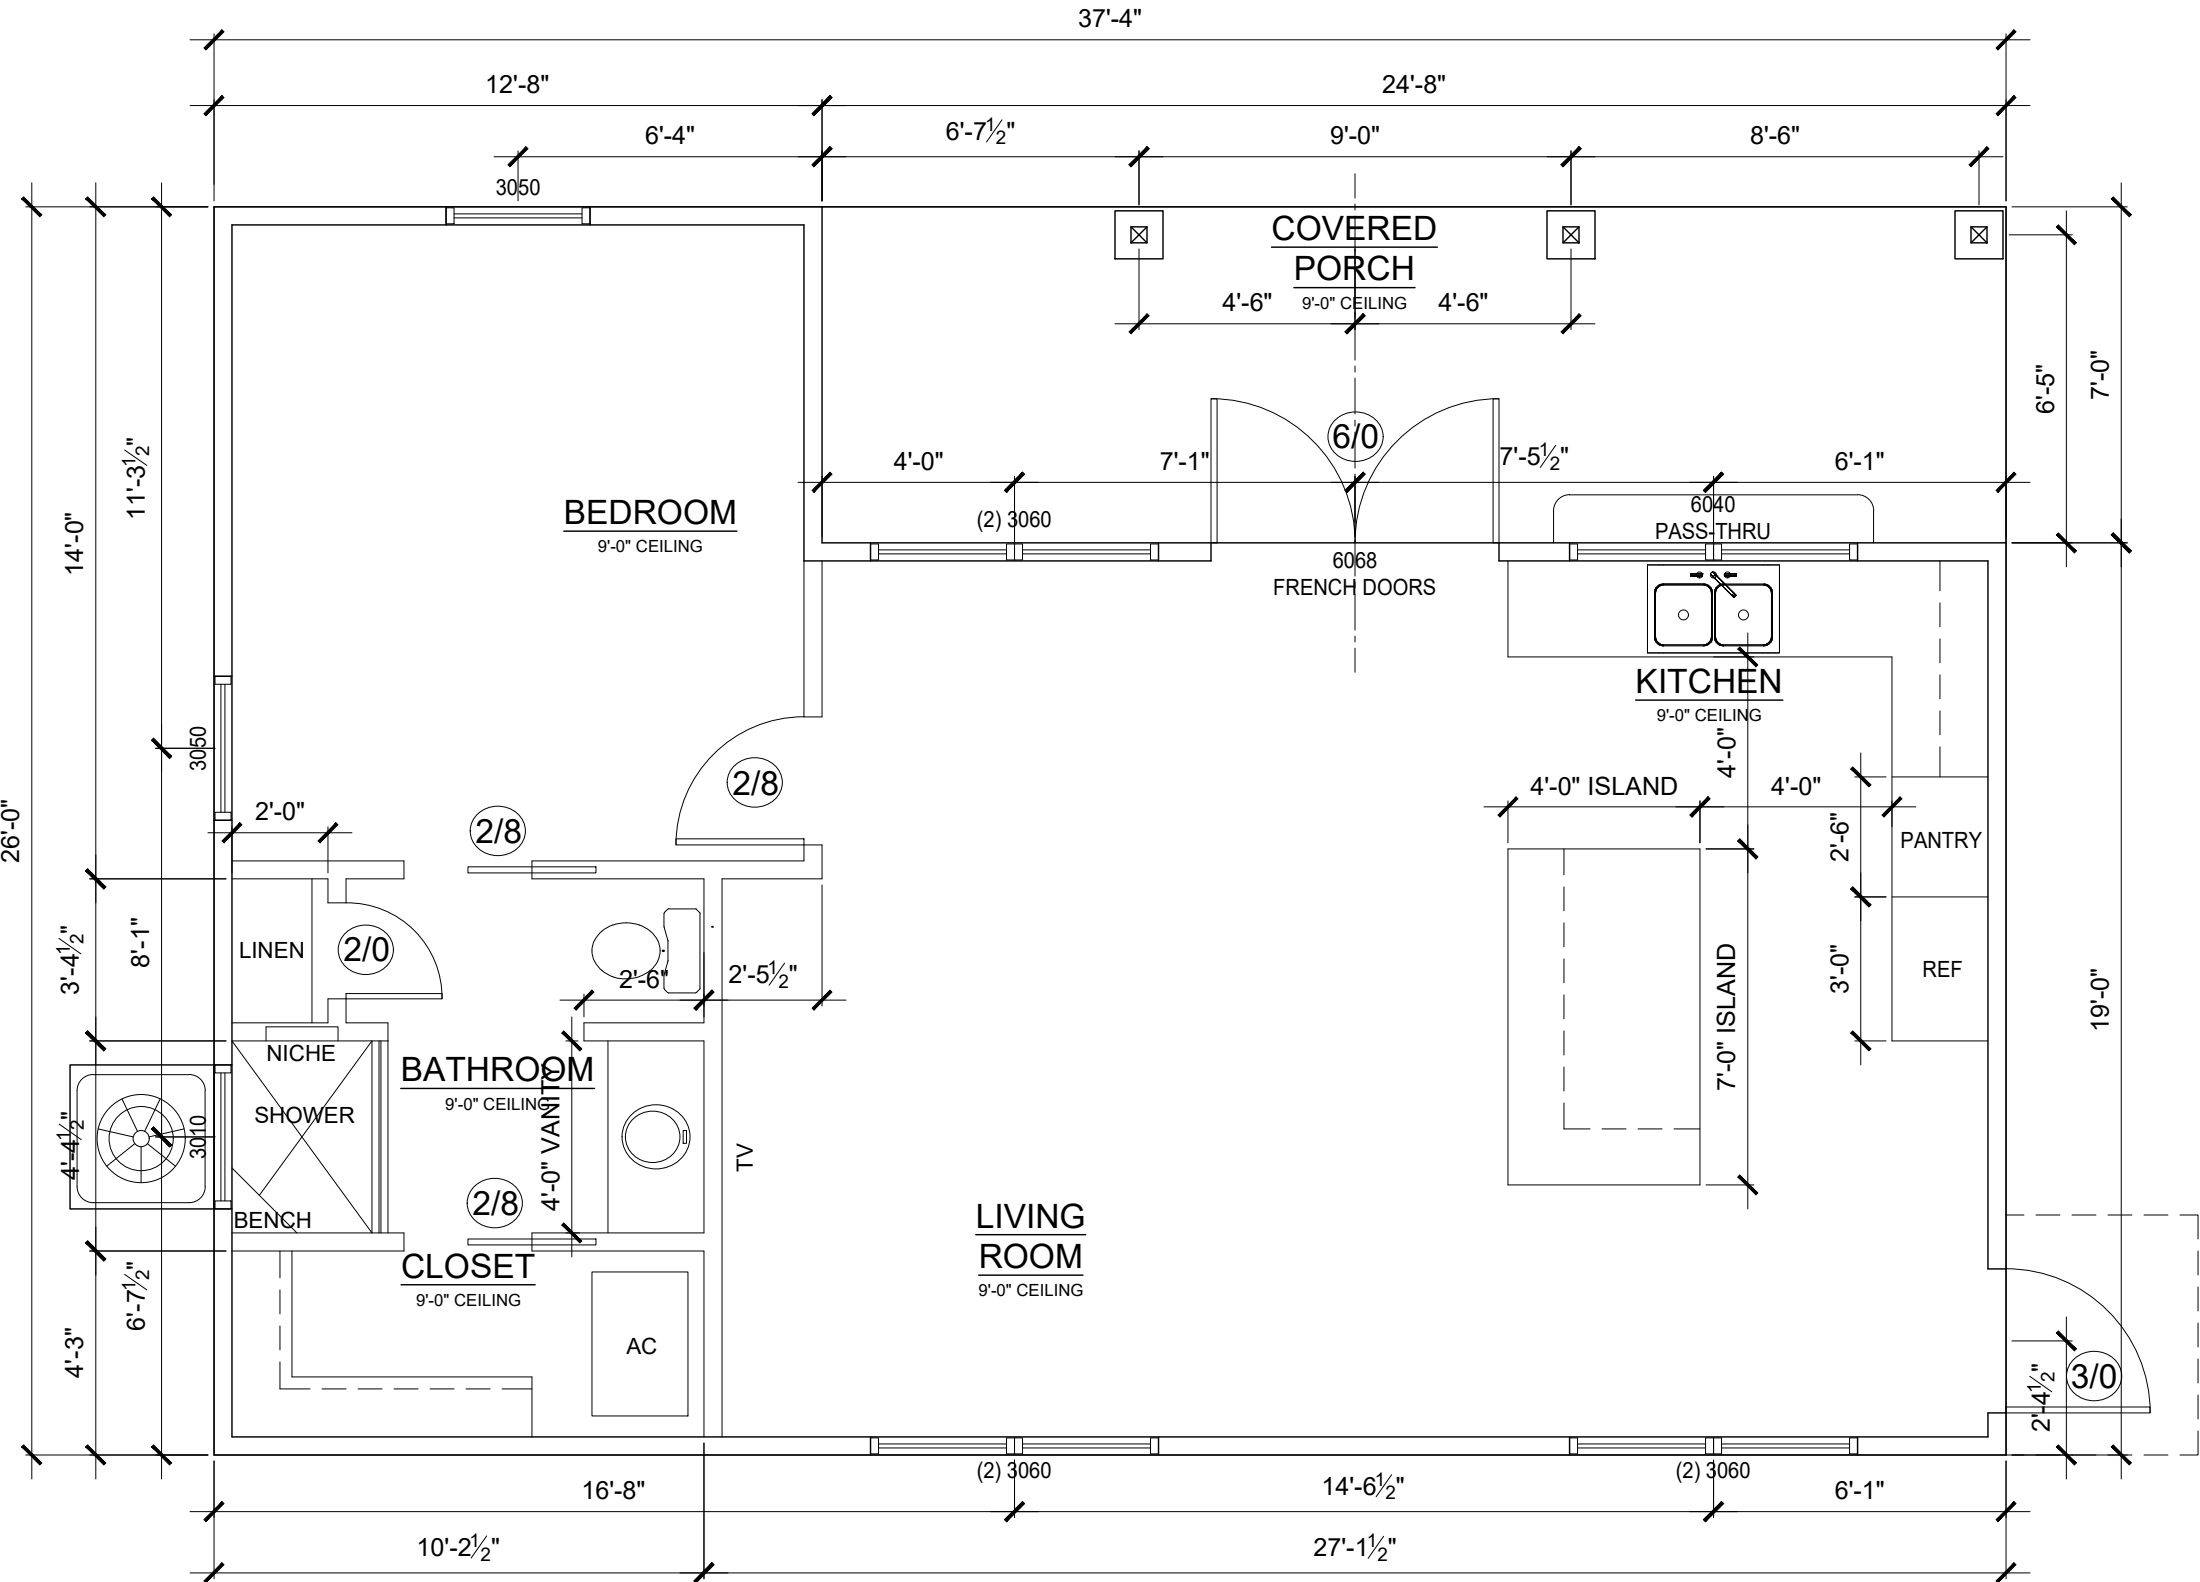 37'-4"
12'-8"
24'-8"
6'-4"
6'-7½"
9'-0"
8'-6"
3050
COVERED
PORCH
9'-0" CEILING
4'-6"
4'-6"
6'-5"
7'-0"
11'-3½"
14'-0"
26'-0"
6/0
4'-0"
7'-1"
7'-5½"
6'-1"
BEDROOM
9'-0" CEILING
(2) 3060
6040
PASS-THRU
6068
FRENCH DOORS
KITCHEN
9'-0" CEILING
3050
4'-0"
2/8
2/8
4'-0" ISLAND
4'-0"
2'-0"
2'-6"
PANTRY
LINEN
2/0
2'-6"
2'-5½"
3'-4½"
8'-1"
7'-0" ISLAND
3'-0"
REF
19'-0"
NICHE
BATHROOM
9'-0" CEILING
SHOWER
4'-0" VANITY
TV
4'-4½"
3010
2/8
BENCH
CLOSET
9'-0" CEILING
LIVING
ROOM
9'-0" CEILING
6'-7½"
4'-3"
AC
2'-4½"
3/0
(2) 3060
(2) 3060
16'-8"
14'-6½"
6'-1"
10'-2½"
27'-1½"